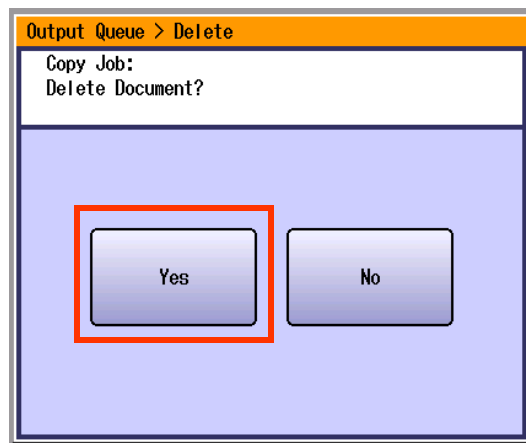 Output Queue > Delete
Copy Job:
Delete Document?
Yes
No